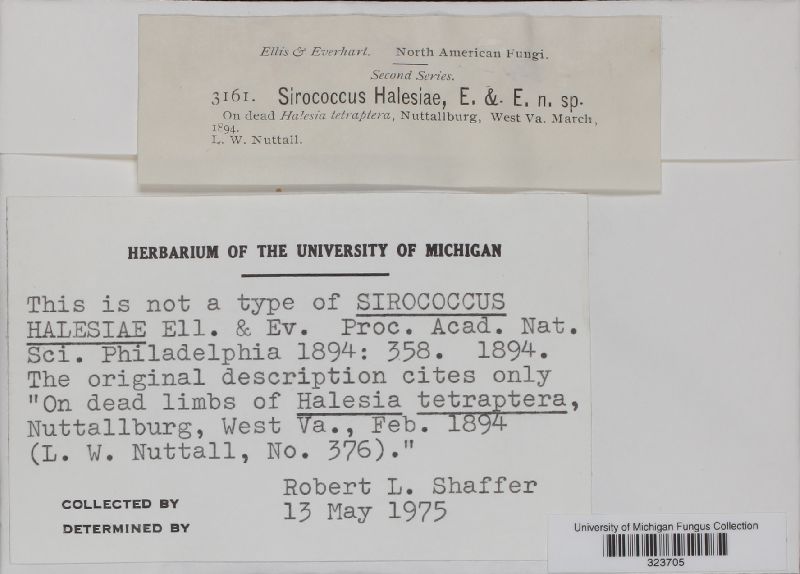 Ellis & Everhart. North American Fungi.
Second Series.
3161. Sirococcus Halesiae, E. & E. n. sp.
On dead Halesia tetraptera, Nuttallburg, West Va. March,
1894.
L. W. Nuttall.
HERBARIUM OF THE UNIVERSITY OF MICHIGAN
This is not a type of SIROCOCCUS
HALESIAE Ell. & Ev. Proc. Acad. Nat.
Sci. Philadelphia 1894: 358. 1894.
The original description cites only
"On dead limbs of Halesia tetraptera,
Nuttallburg, West Va., Feb. 1894
(L. W. Nuttall, No. 376)."
Robert L. Shaffer
COLLECTED BY
13 May 1975
DETERMINED BY
University of Michigan Fungus Collection
323705